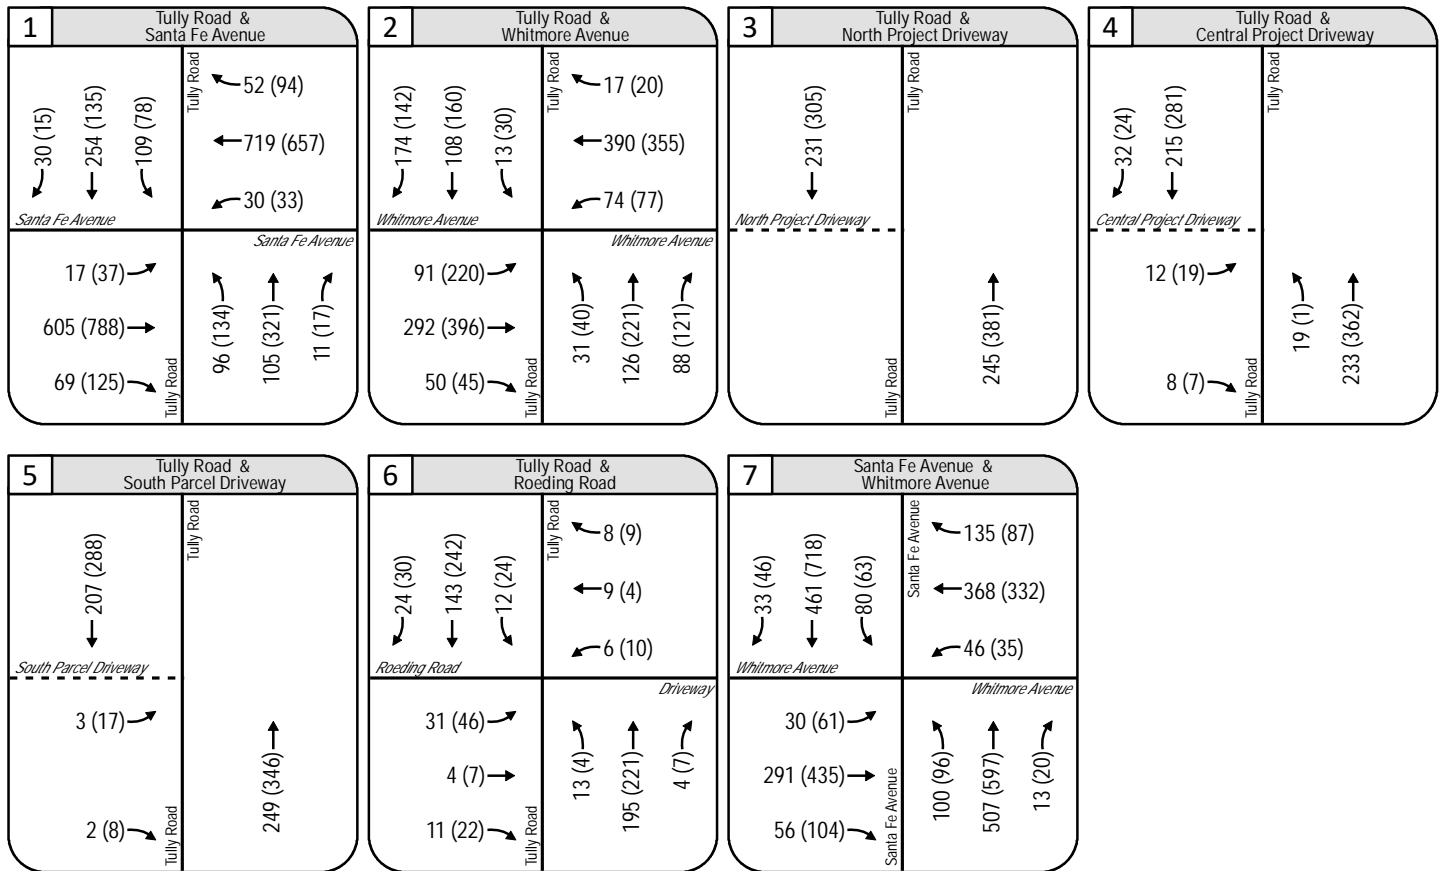 1
Tully Road &
Santa Fe Avenue
30 (15)
254 (135)
109 (78)
Tully Road
52 (94)
719 (657)
30 (33)
Santa Fe Avenue
Santa Fe Avenue
17 (37)
605 (788)
69 (125)
Tully Road
96 (134)
105 (321)
11 (17)
2
Tully Road &
Whitmore Avenue
174 (142)
108 (160)
13 (30)
Tully Road
17 (20)
390 (355)
74 (77)
Whitmore Avenue
Whitmore Avenue
91 (220)
292 (396)
50 (45)
Tully Road
31 (40)
126 (221)
88 (121)
3
Tully Road &
North Project Driveway
231 (305)
Tully Road
North Project Driveway
245 (381)
4
Tully Road &
Central Project Driveway
32 (24)
215 (281)
Tully Road
Central Project Driveway
12 (19)
8 (7)
Tully Road
19 (1)
233 (362)
5
Tully Road &
South Parcel Driveway
207 (288)
Tully Road
South Parcel Driveway
3 (17)
2 (8)
Tully Road
249 (346)
6
Tully Road &
Roeding Road
24 (30)
143 (242)
12 (24)
Tully Road
8 (9)
9 (4)
6 (10)
Roeding Road
Driveway
31 (46)
4 (7)
11 (22)
Tully Road
13 (4)
195 (221)
4 (7)
7
Santa Fe Avenue &
Whitmore Avenue
33 (46)
461 (718)
80 (63)
Santa Fe Avenue
135 (87)
368 (332)
46 (35)
Whitmore Avenue
Whitmore Avenue
30 (61)
291 (435)
56 (104)
Santa Fe Avenue
100 (96)
507 (597)
13 (20)